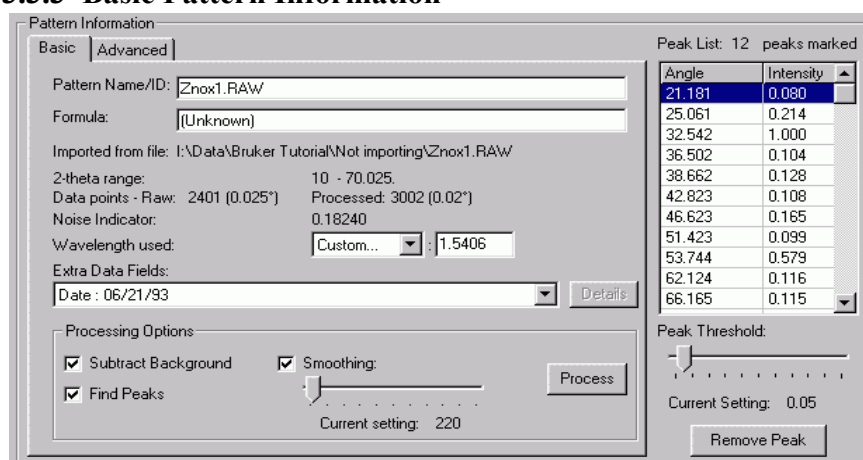 5.3.3 Basic Pattern Information
Pattern Information
Basic Advanced
Pattern Name/ID: Znox1.RAW
Formula: (Unknown)
Imported from file: I:\Data\Bruker Tutorial\Not importing\Znox1.RAW
2-theta range: 10 - 70.025.
Data points - Raw: 2401 (0.025°) Processed: 3002 (0.02°)
Noise Indicator: 0.18240
Wavelength used: Custom... : 1.5406
Extra Data Fields:
Date : 06/21/93 Details
Processing Options
Subtract Background Smoothing:
Find Peaks Process
Current setting: 220
Peak List: 12 peaks marked
Angle Intensity
21.181 0.080
25.061 0.214
32.542 1.000
36.502 0.104
38.662 0.128
42.823 0.108
46.623 0.165
51.423 0.099
53.744 0.579
62.124 0.116
66.165 0.115
Peak Threshold:
Current Setting: 0.05
Remove Peak